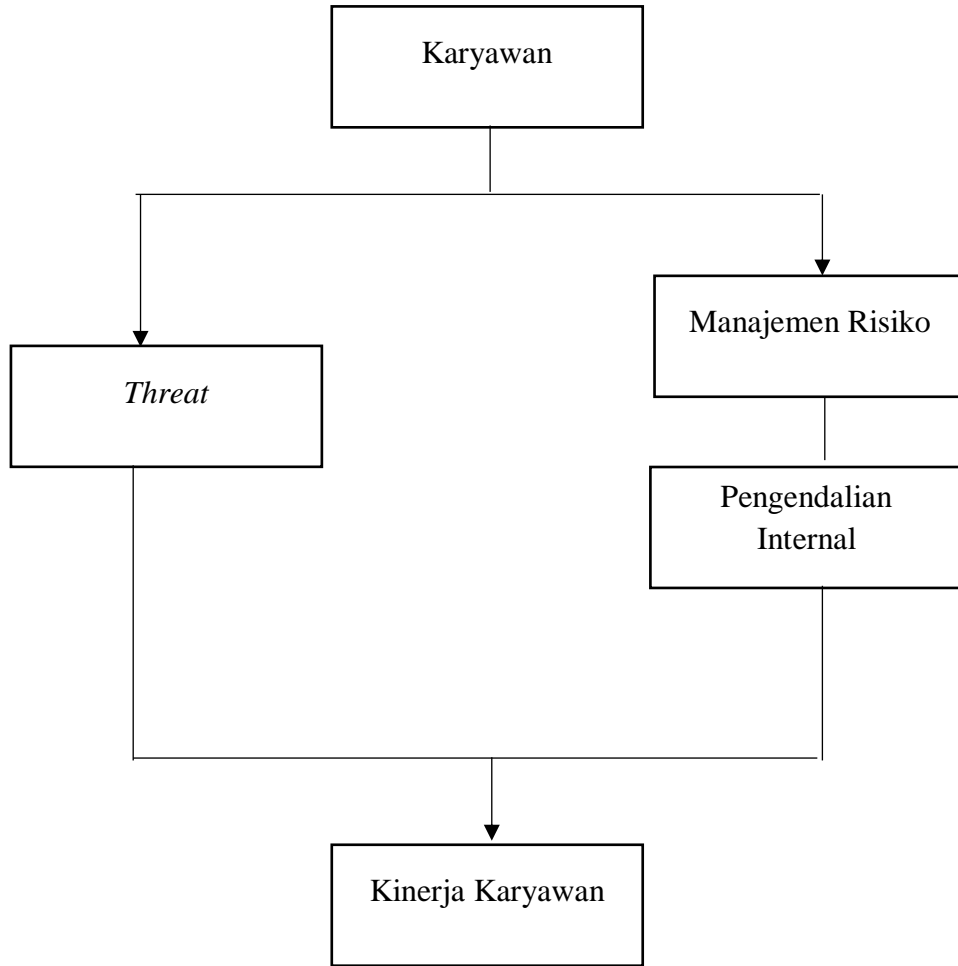 Karyawan
Manajemen Risiko
Threat
Pengendalian
Internal
Kinerja Karyawan